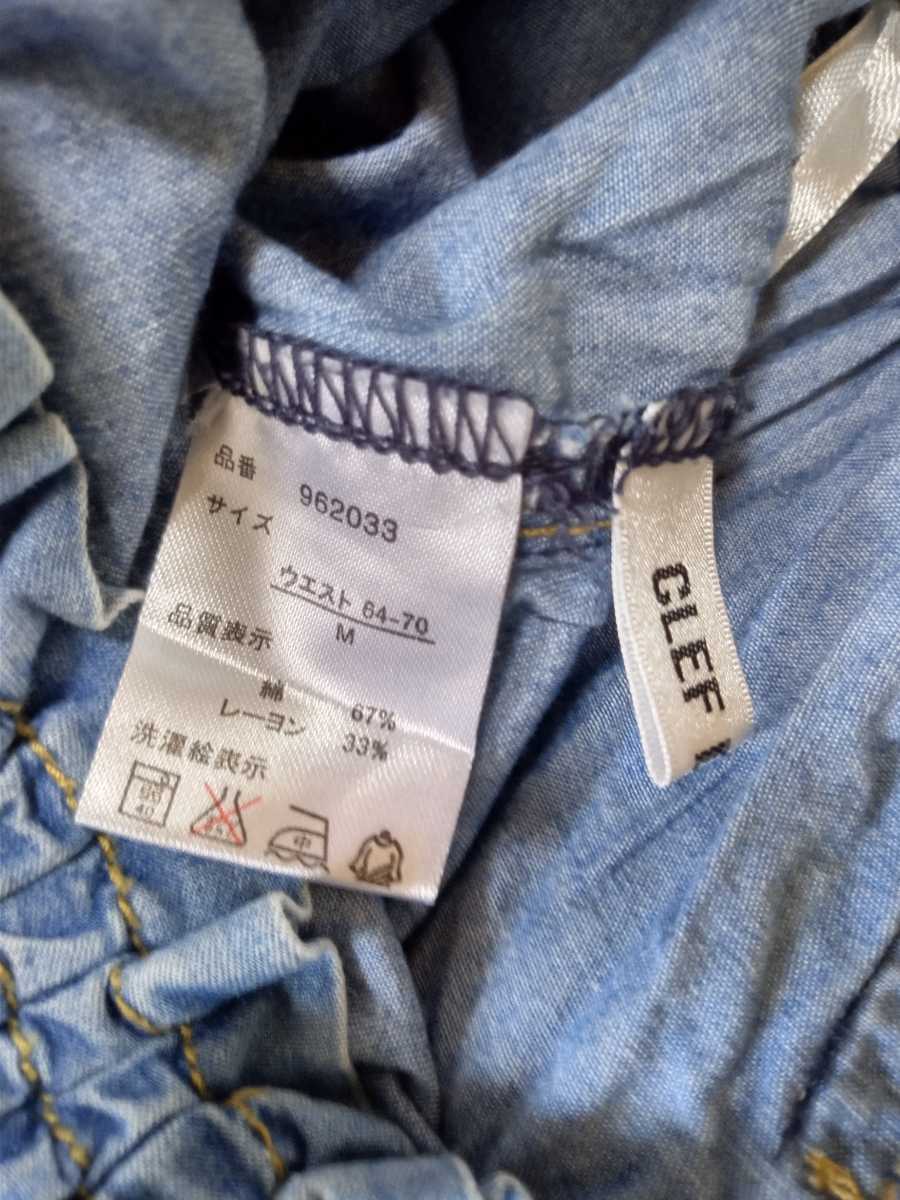 品番 962033
サイズ
ウエスト 64-70
M
品質表示
綿 67%
レーヨン 33%
洗濯絵表示
40
中
CLEF